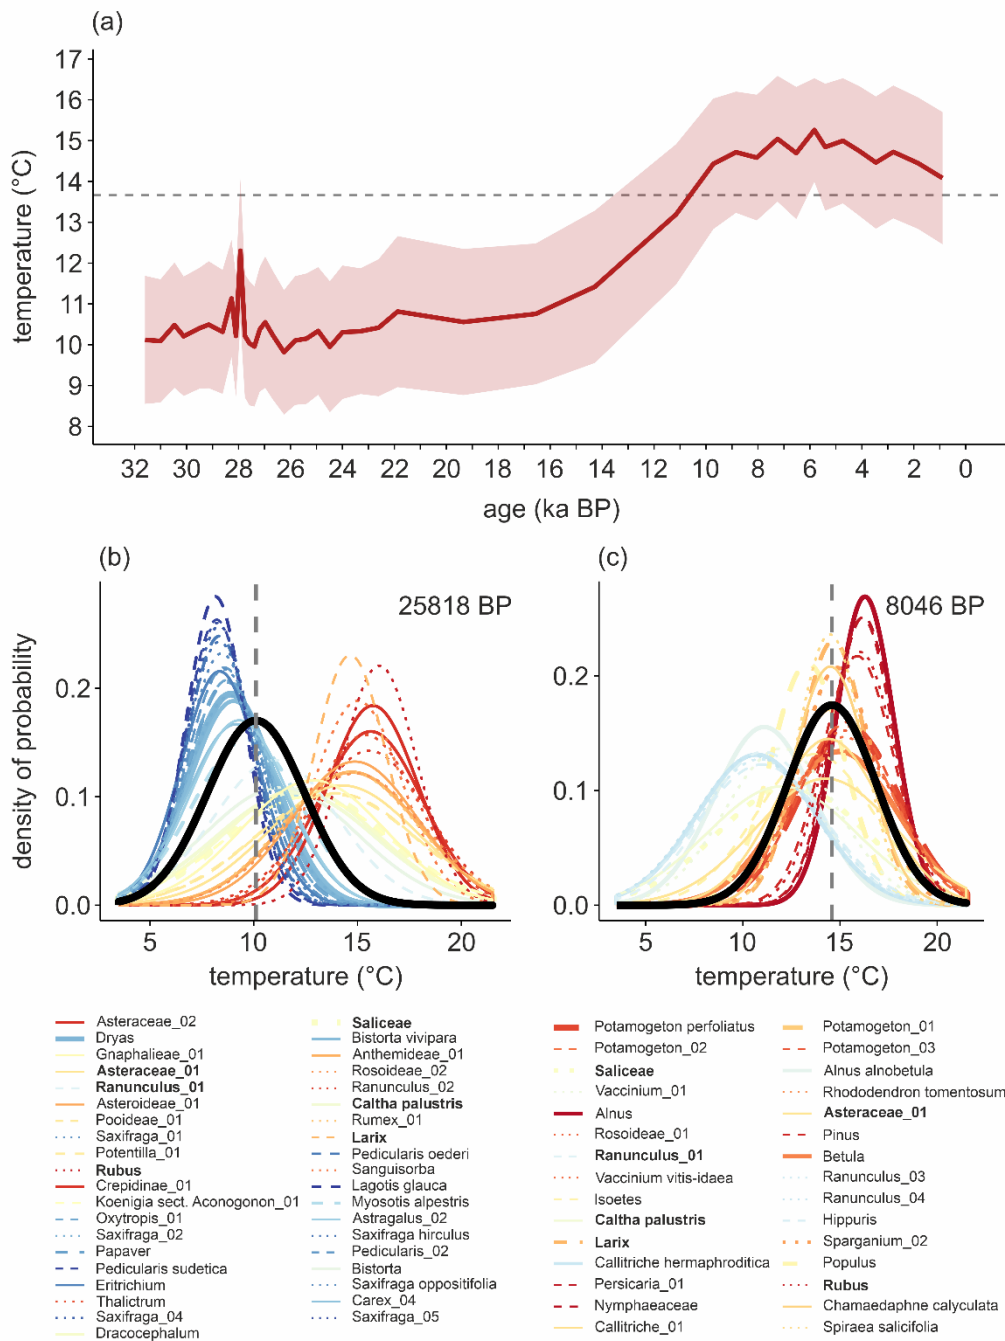 (a)
17
16
15
14
13
12
11
10
9
8
temperature (°C)
32 30 28 26 24 22 20 18 16 14 12 10 8 6 4 2 0
age (ka BP)
(b)
25818 BP
0.2
0.1
0.0
density of probability
5 10 15 20
temperature (°C)
(c)
8046 BP
0.2
0.1
0.0
5 10 15 20
temperature (°C)
Asteraceae_02
Dryas
Gnaphalieae_01
Asteraceae_01
Ranunculus_01
Asteroideae_01
Pooideae_01
Saxifraga_01
Potentilla_01
Rubus
Crepidinae_01
Koenigia sect. Aconogonon_01
Oxytropis_01
Saxifraga_02
Papaver
Pedicularis sudetica
Eritrichium
Thalictrum
Saxifraga_04
Dracocephalum
Saliceae
Bistorta vivipara
Anthemideae_01
Rosoideae_02
Ranunculus_02
Caltha palustris
Rumex_01
Larix
Pedicularis oederi
Sanguisorba
Lagotis glauca
Myosotis alpestris
Astragalus_02
Saxifraga hirculus
Pedicularis_02
Bistorta
Saxifraga oppositifolia
Carex_04
Saxifraga_05
Potamogeton perfoliatus
Potamogeton_02
Saliceae
Vaccinium_01
Alnus
Rosoideae_01
Ranunculus_01
Vaccinium vitis-idaea
Isoetes
Caltha palustris
Larix
Callitriche hermaphroditica
Persicaria_01
Nymphaeaceae
Callitriche_01
Potamogeton_01
Potamogeton_03
Alnus alnobetula
Rhododendron tomentosum
Asteraceae_01
Pinus
Betula
Ranunculus_03
Ranunculus_04
Hippuris
Sparganium_02
Populus
Rubus
Chamaedaphne calyculata
Spiraea salicifolia